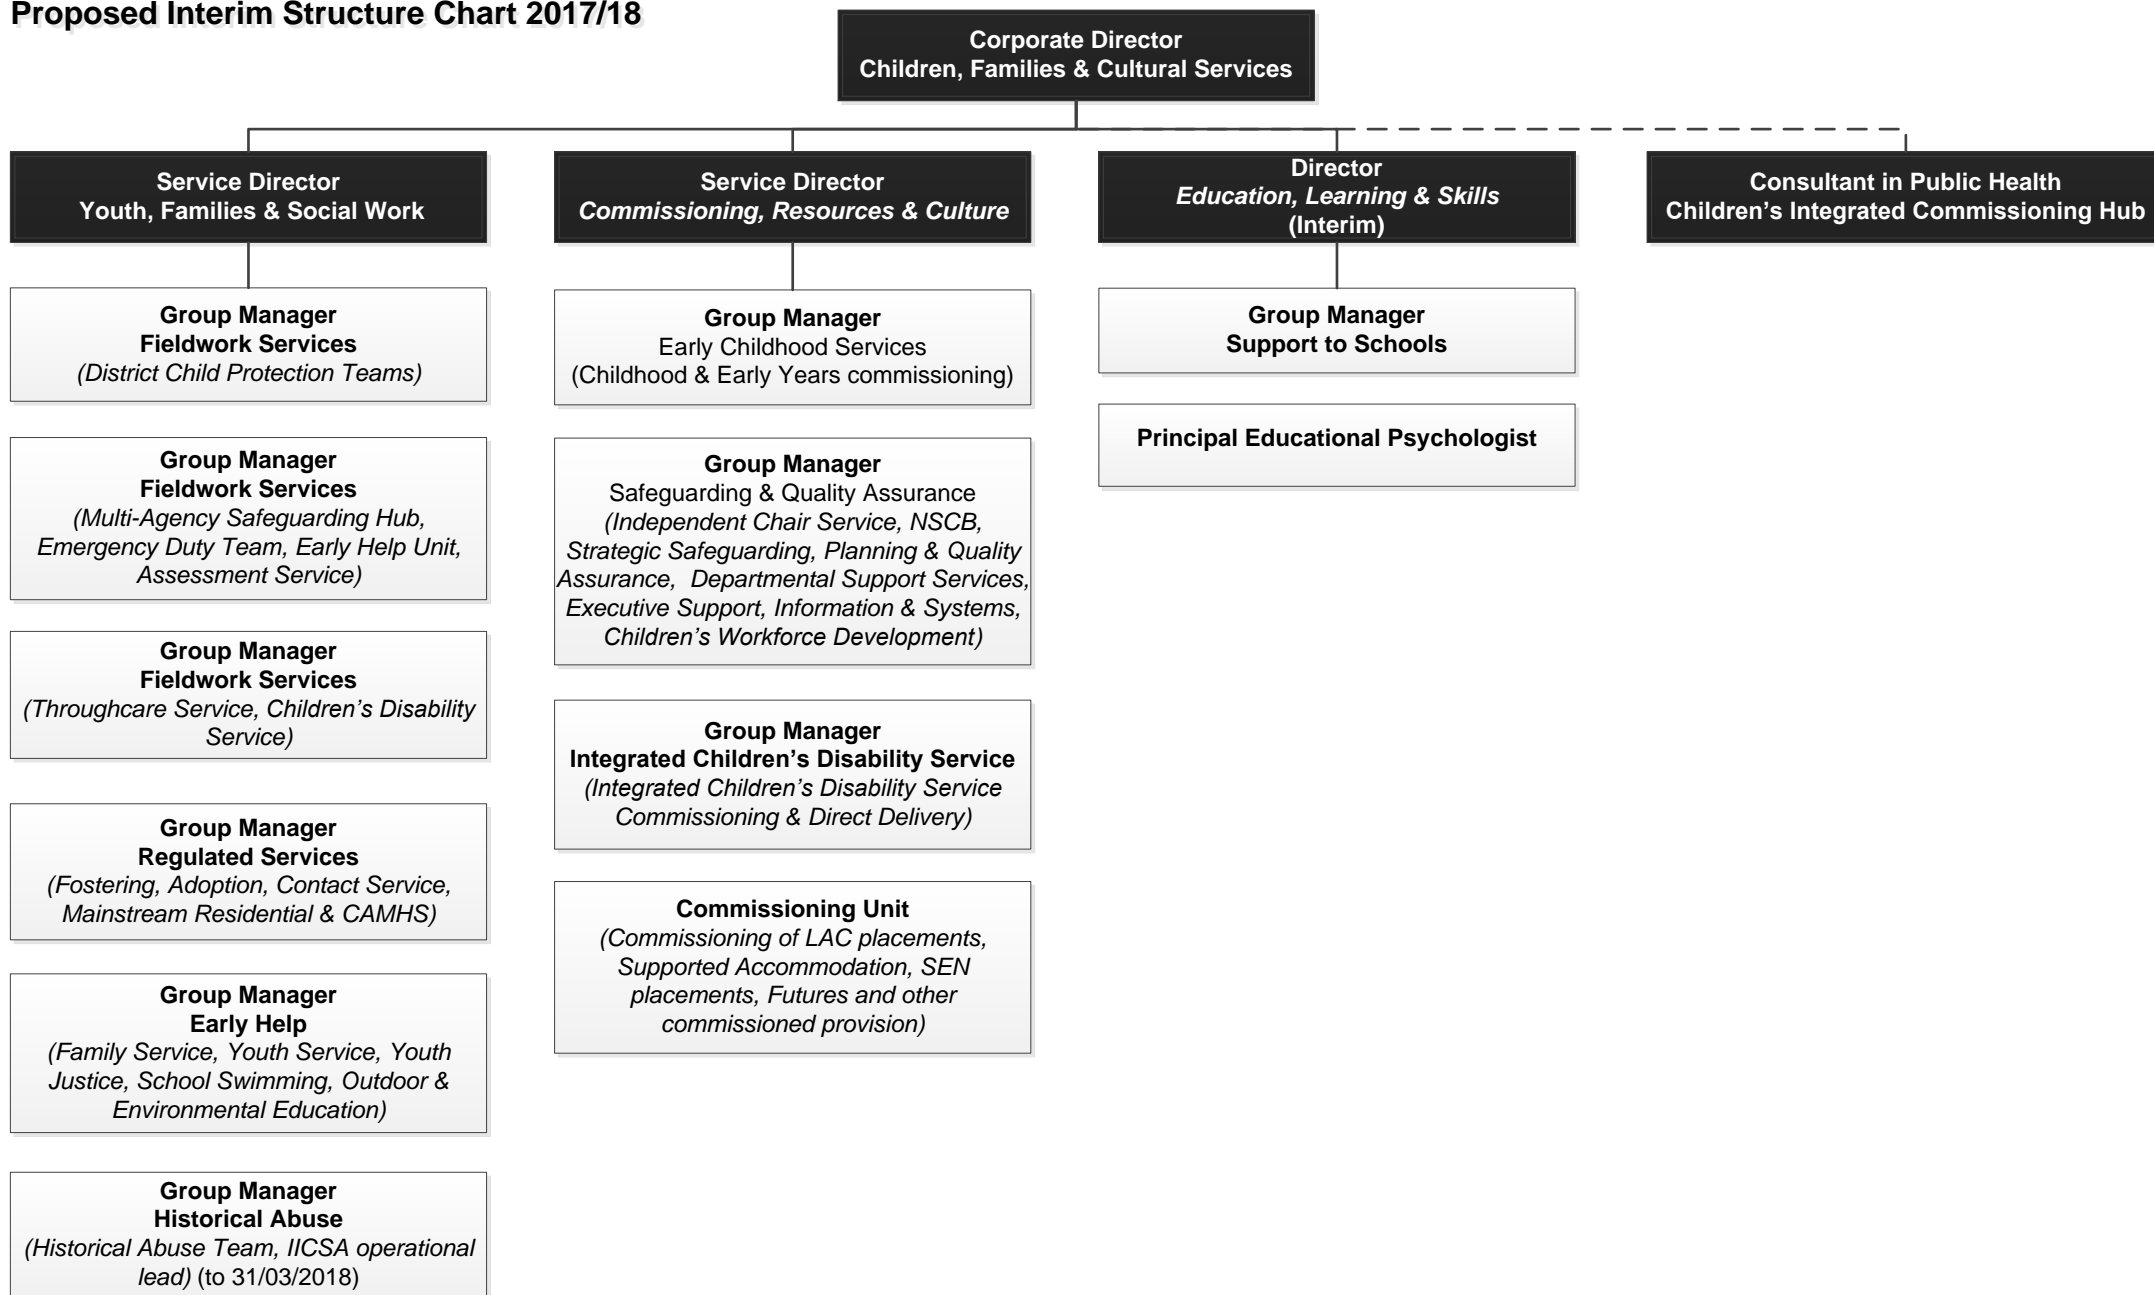 Proposed Interim Structure Chart 2017/18
Corporate Director
Children, Families & Cultural Services
Service Director
Youth, Families & Social Work
Service Director
Commissioning, Resources & Culture
Director
Education, Learning & Skills
(Interim)
Consultant in Public Health
Children’s Integrated Commissioning Hub
Group Manager
Fieldwork Services
(District Child Protection Teams)
Group Manager
Fieldwork Services
(Multi-Agency Safeguarding Hub,
Emergency Duty Team, Early Help Unit,
Assessment Service)
Group Manager
Fieldwork Services
(Throughcare Service, Children’s Disability
Service)
Group Manager
Regulated Services
(Fostering, Adoption, Contact Service,
Mainstream Residential & CAMHS)
Group Manager
Early Help
(Family Service, Youth Service, Youth
Justice, School Swimming, Outdoor &
Environmental Education)
Group Manager
Historical Abuse
(Historical Abuse Team, IICSA operational
lead) (to 31/03/2018)
Group Manager
Early Childhood Services
(Childhood & Early Years commissioning)
Group Manager
Safeguarding & Quality Assurance
(Independent Chair Service, NSCB,
Strategic Safeguarding, Planning & Quality
Assurance, Departmental Support Services,
Executive Support, Information & Systems,
Children’s Workforce Development)
Group Manager
Integrated Children’s Disability Service
(Integrated Children’s Disability Service
Commissioning & Direct Delivery)
Commissioning Unit
(Commissioning of LAC placements,
Supported Accommodation, SEN
placements, Futures and other
commissioned provision)
Group Manager
Support to Schools
Principal Educational Psychologist